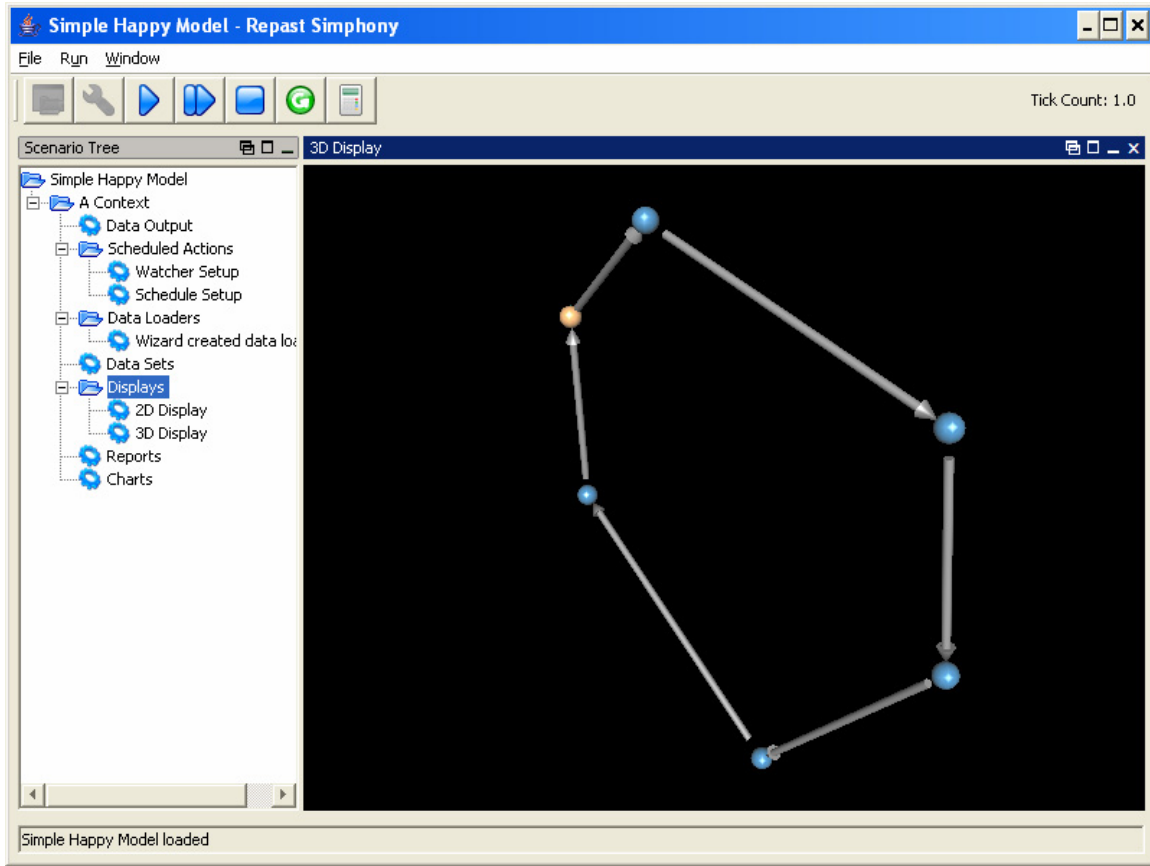 Simple Happy Model - Repast Simphony
File Run Window
Tick Count: 1.0
Scenario Tree
3D Display
Simple Happy Model
A Context
Data Output
Scheduled Actions
Watcher Setup
Schedule Setup
Data Loaders
Wizard created data loa
Data Sets
Displays
2D Display
3D Display
Reports
Charts
Simple Happy Model loaded